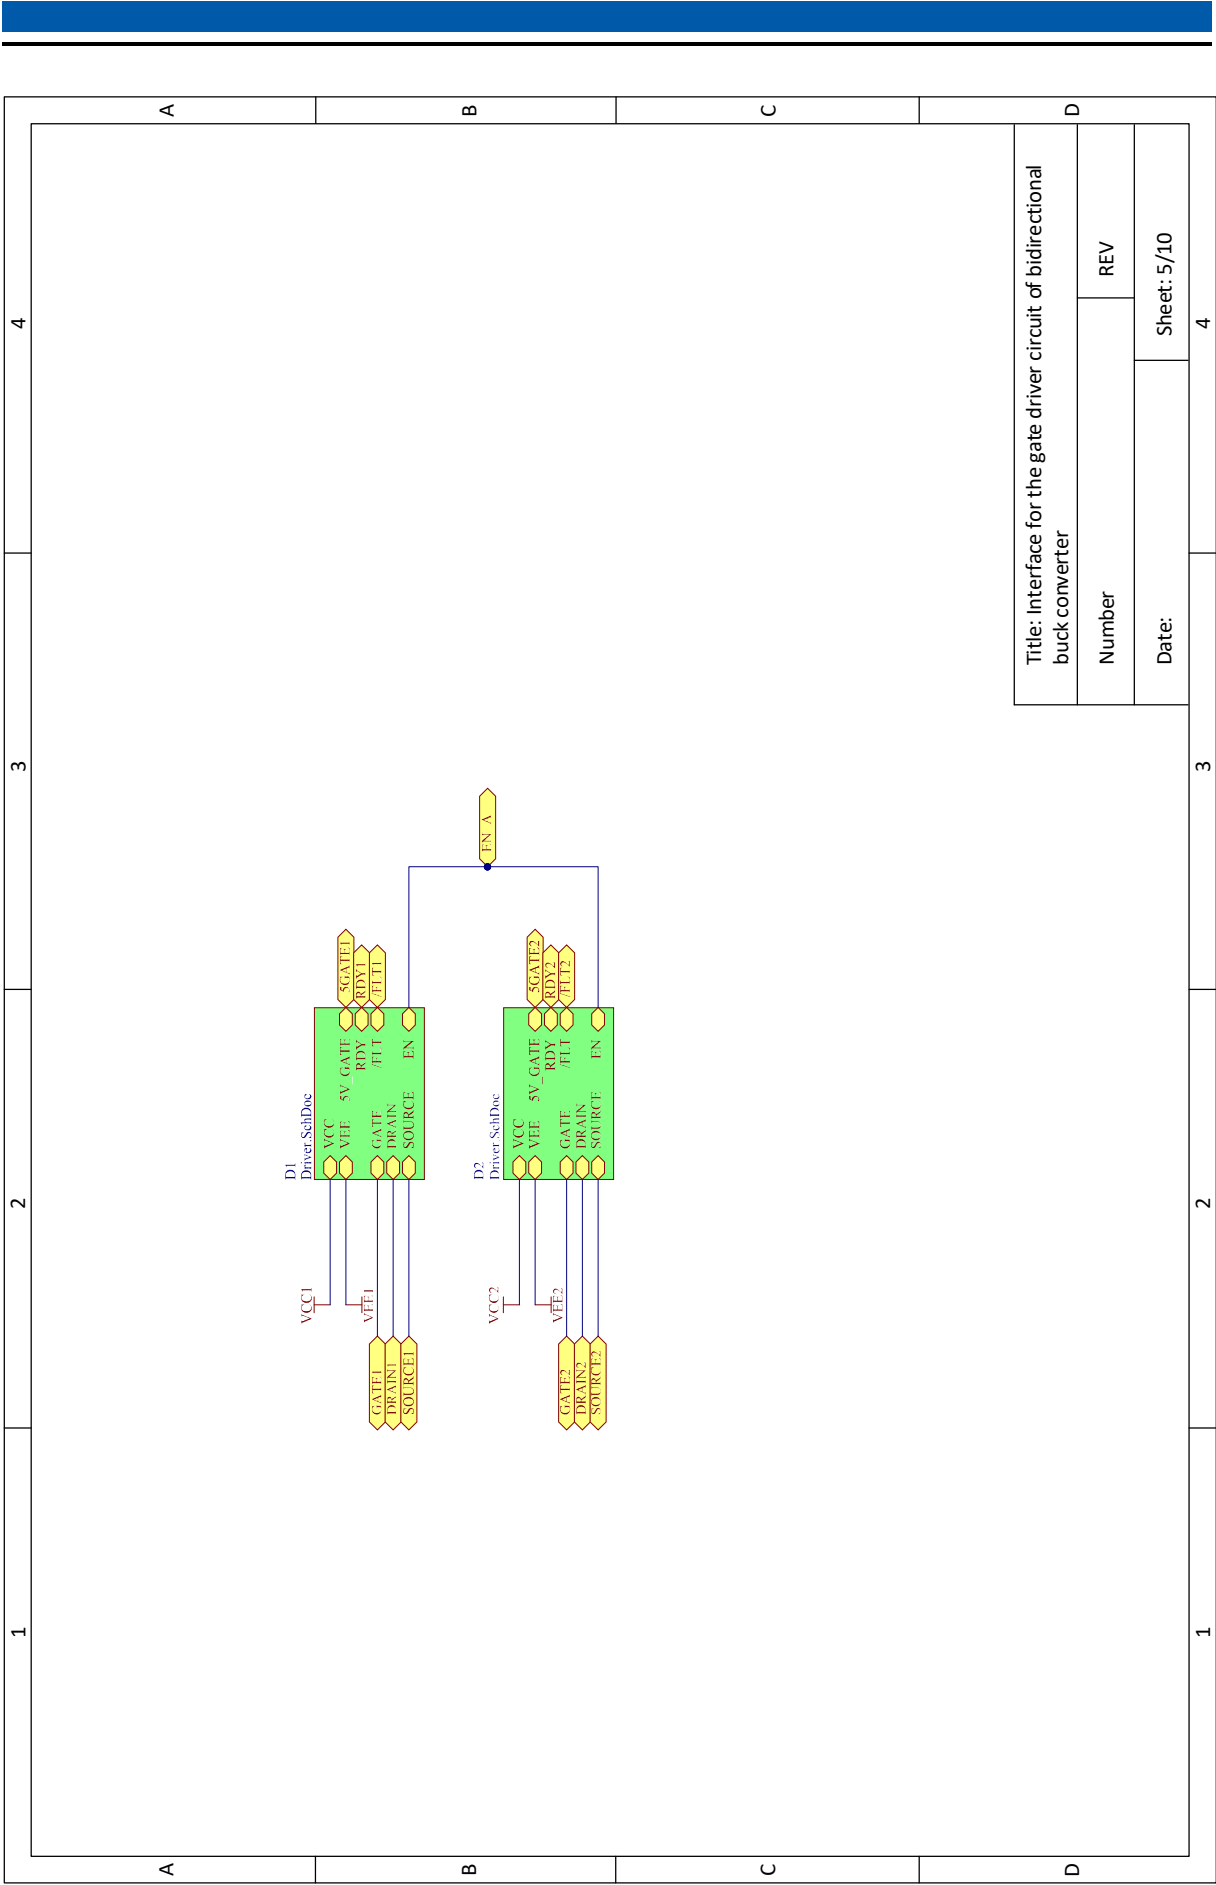 1
2
3
4
A
A
D1
Driver.SchDoc
VCC1
VCC
VEE1
VEE
5V_GATE
5GATE1
RDY
RDY1
GATE1
GATE
/FLT
/FLT1
DRAIN1
DRAIN
SOURCE1
SOURCE
EN
B
B
EN_A
D2
Driver.SchDoc
VCC2
VCC
VEE2
VEE
5V_GATE
5GATE2
RDY
RDY2
GATE2
GATE
/FLT
/FLT2
DRAIN2
DRAIN
SOURCE2
SOURCE
EN
C
C
D
D
Title: Interface for the gate driver circuit of bidirectional
buck converter
Number
REV
Date:
Sheet: 5/10
1
2
3
4